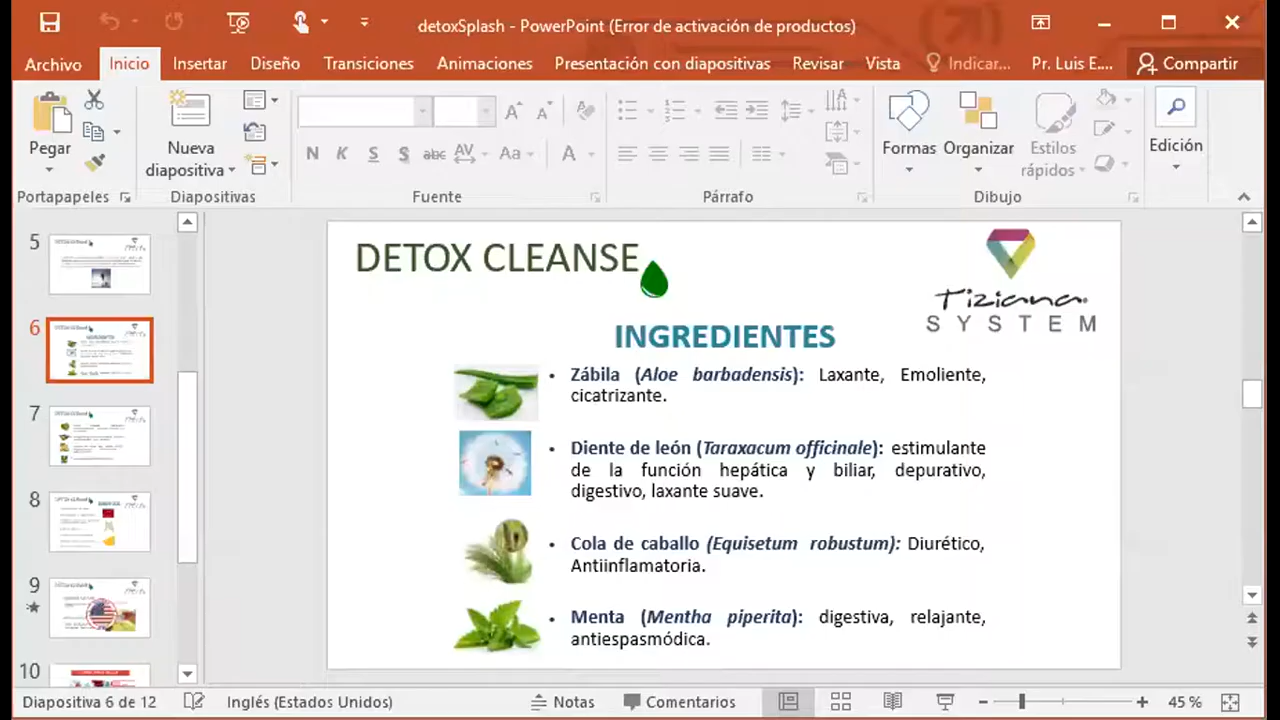 detoxSplash - PowerPoint (Error de activación de productos)
Archivo Inicio Insertar Diseño Transiciones Animaciones Presentación con diapositivas Revisar Vista Indicar... Pr. Luis E.... Compartir
Pegar
Nueva
diapositiva
N K S S abc AV Aa A
Formas Organizar Estilos
rápidos
Edición
Portapapeles Diapositivas Fuente Párrafo Dibujo
5
6
7
8
9
10
DETOX CLEANSE
Tiziana
SYSTEM
INGREDIENTES
• Zábila (Aloe barbadensis): Laxante, Emoliente,
cicatrizante.
• Diente de león (Taraxacum officinale): estimulante
de la función hepática y biliar, depurativo,
digestivo, laxante suave.
• Cola de caballo (Equisetum robustum): Diurético,
Antiinflamatoria.
• Menta (Mentha piperita): digestiva, relajante,
antiespasmódica.
Diapositiva 6 de 12 Inglés (Estados Unidos) Notas Comentarios 45 %